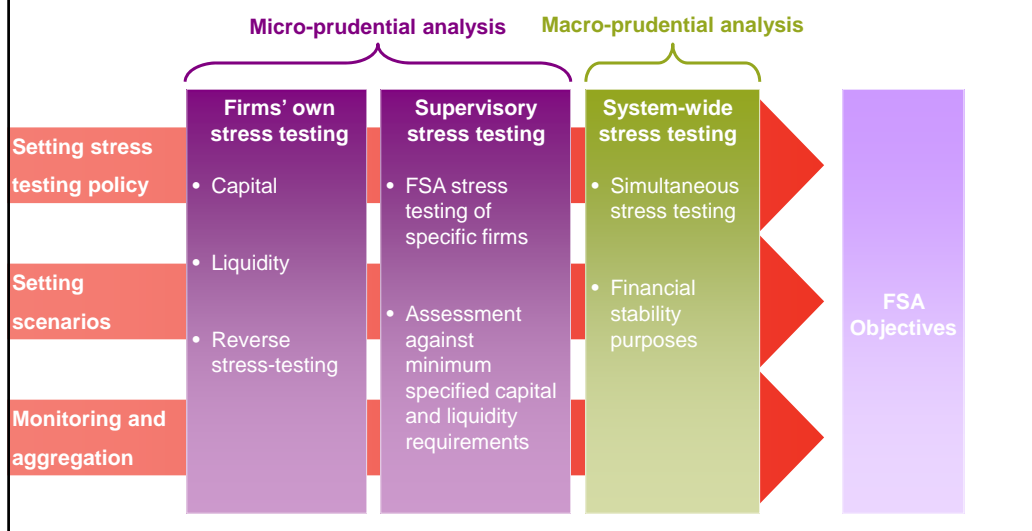 Micro-prudential analysis
Macro-prudential analysis
Setting stress
testing policy
Setting
scenarios
Monitoring and
aggregation
Firms' own
stress testing
• Capital
• Liquidity
• Reverse
stress-testing
Supervisory
stress testing
• FSA stress
testing of
specific firms
• Assessment
against
minimum
specified capital
and liquidity
requirements
System-wide
stress testing
• Simultaneous
stress testing
• Financial
stability
purposes
FSA
Objectives